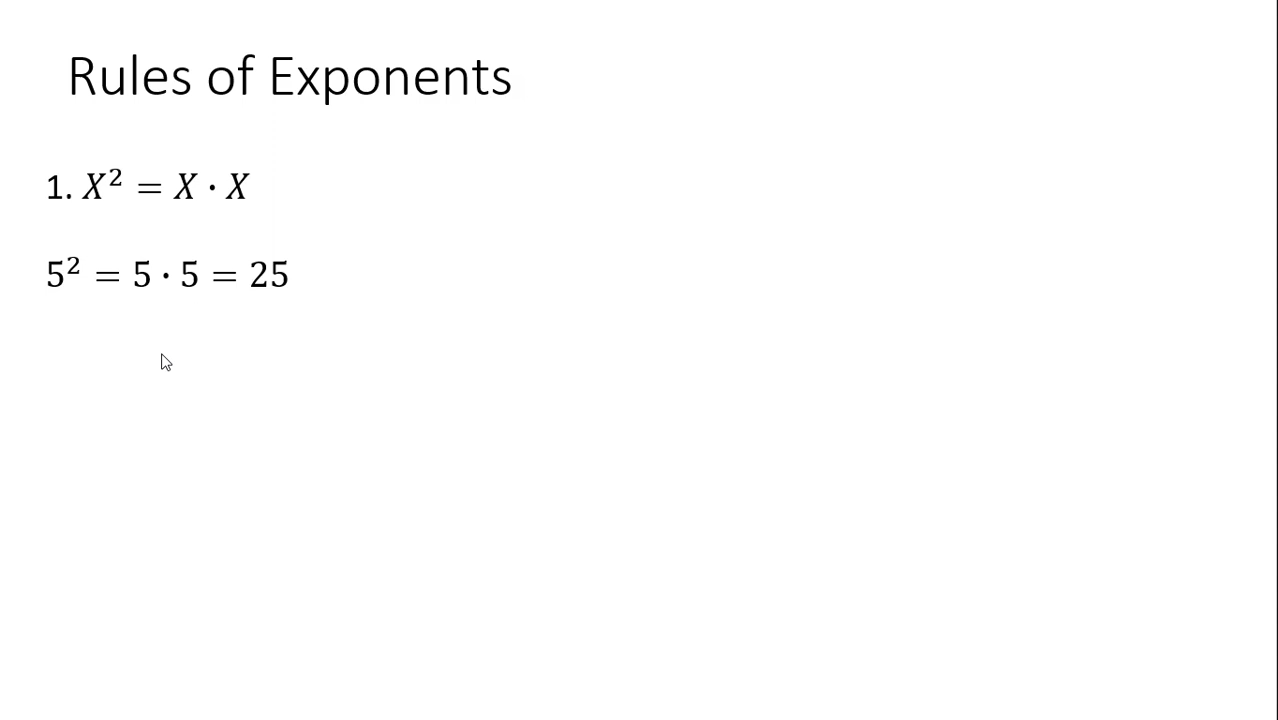 Rules of Exponents
1. X² = X · X
5² = 5 · 5 = 25